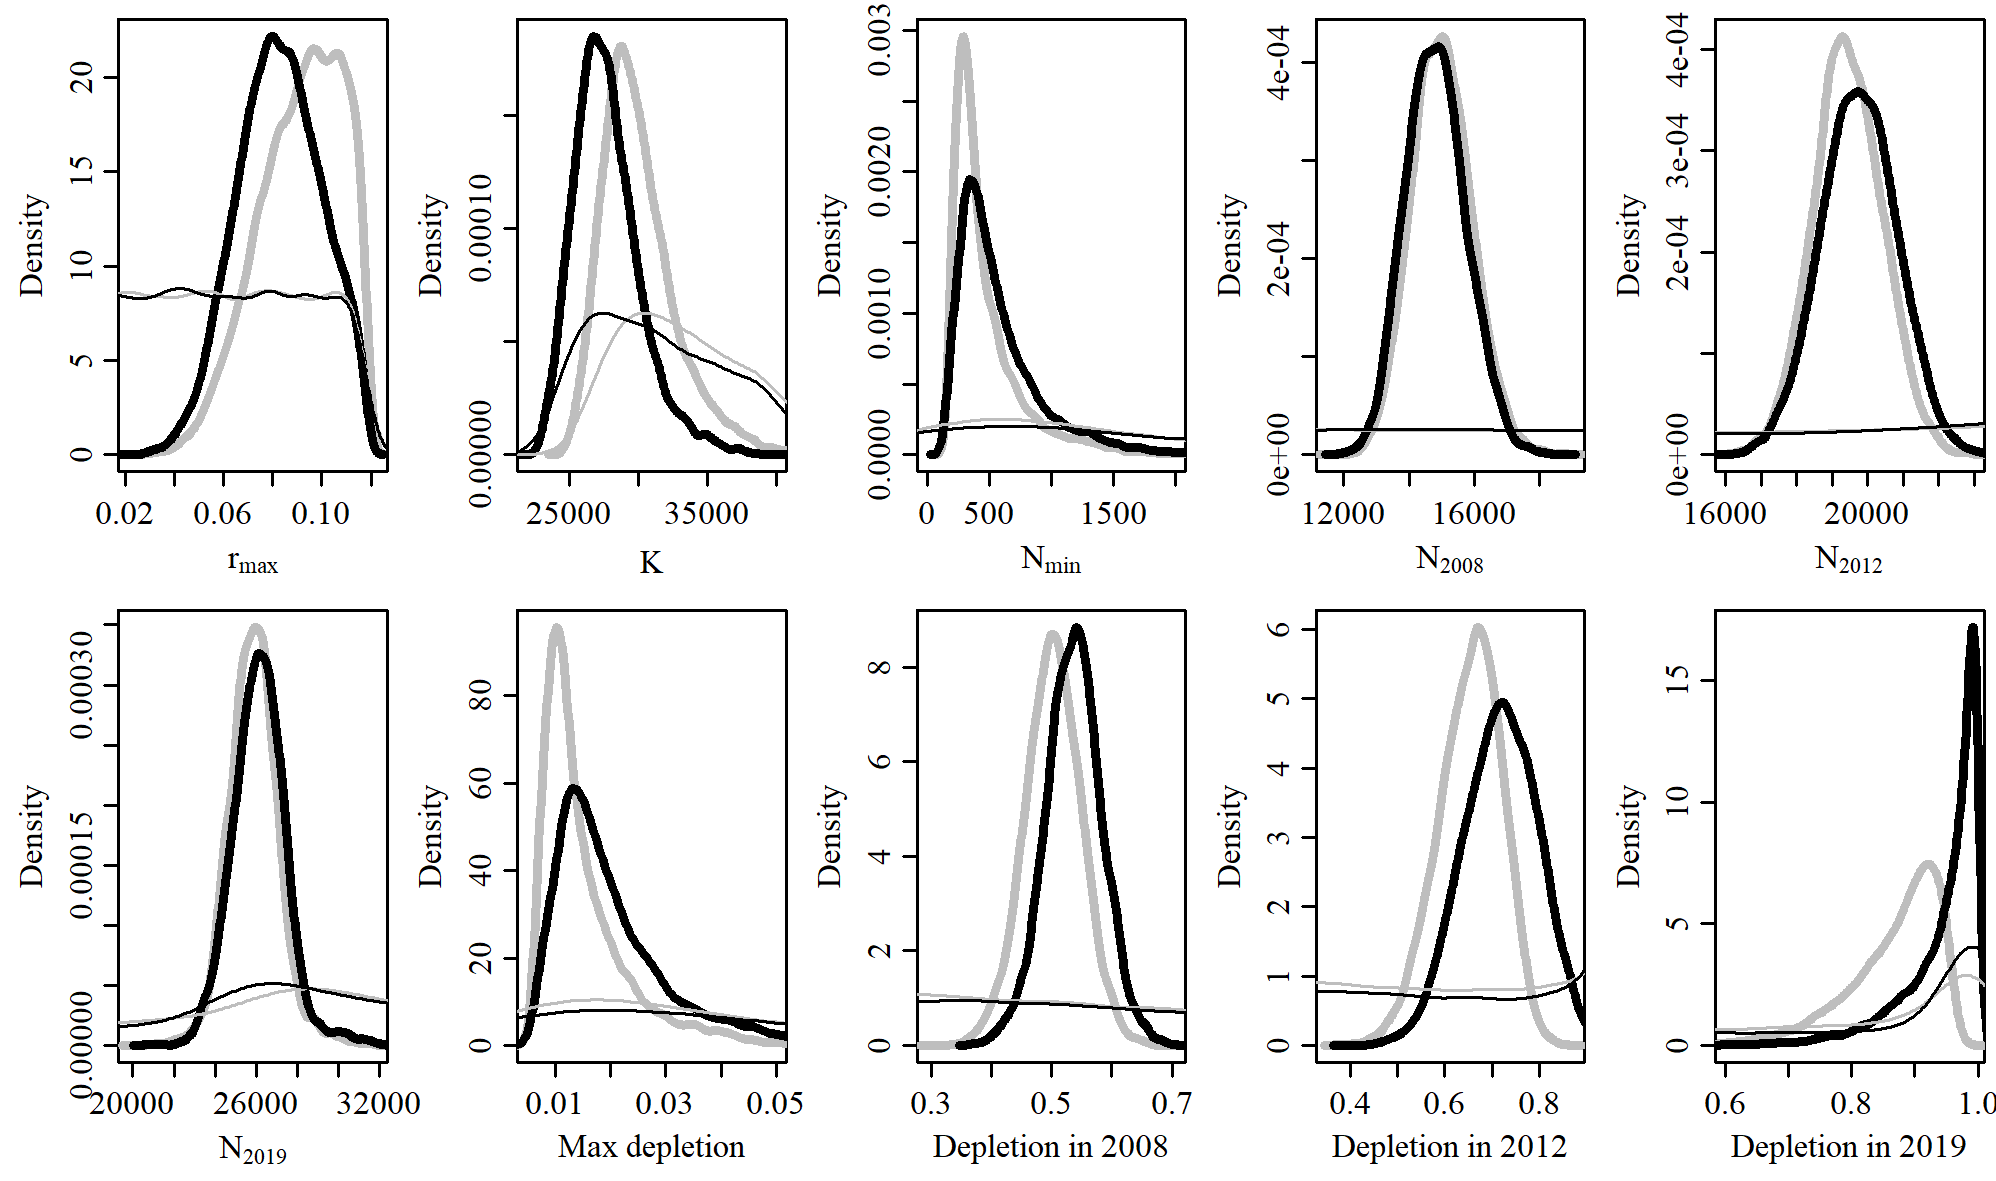 Density
0 5 10 15 20
0.02 0.06 0.10
rmax
Density
0.00000 0.00010
25000 35000
K
Density
0.0000 0.0010 0.0020 0.003
0 500 1500
Nmin
Density
0e+00 2e-04 4e-04
12000 16000
N2008
Density
0e+00 2e-04 3e-04 4e-04
16000 20000
N2012
Density
0.00000 0.00015 0.00030
20000 26000 32000
N2019
Density
0 20 40 60 80
0.01 0.03 0.05
Max depletion
Density
0 2 4 6 8
0.3 0.5 0.7
Depletion in 2008
Density
0 1 2 3 4 5 6
0.4 0.6 0.8
Depletion in 2012
Density
0 5 10 15
0.6 0.8 1.0
Depletion in 2019